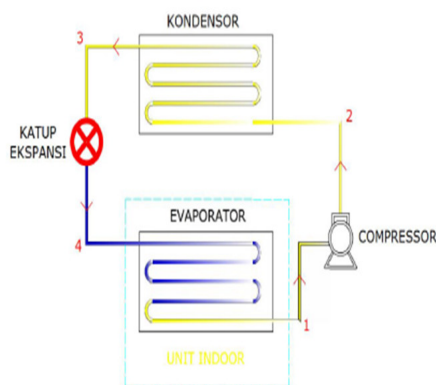 KONDENSOR
3
2
KATUP
EKSPANSI
EVAPORATOR
COMPRESSOR
4
1
UNIT INDOOR